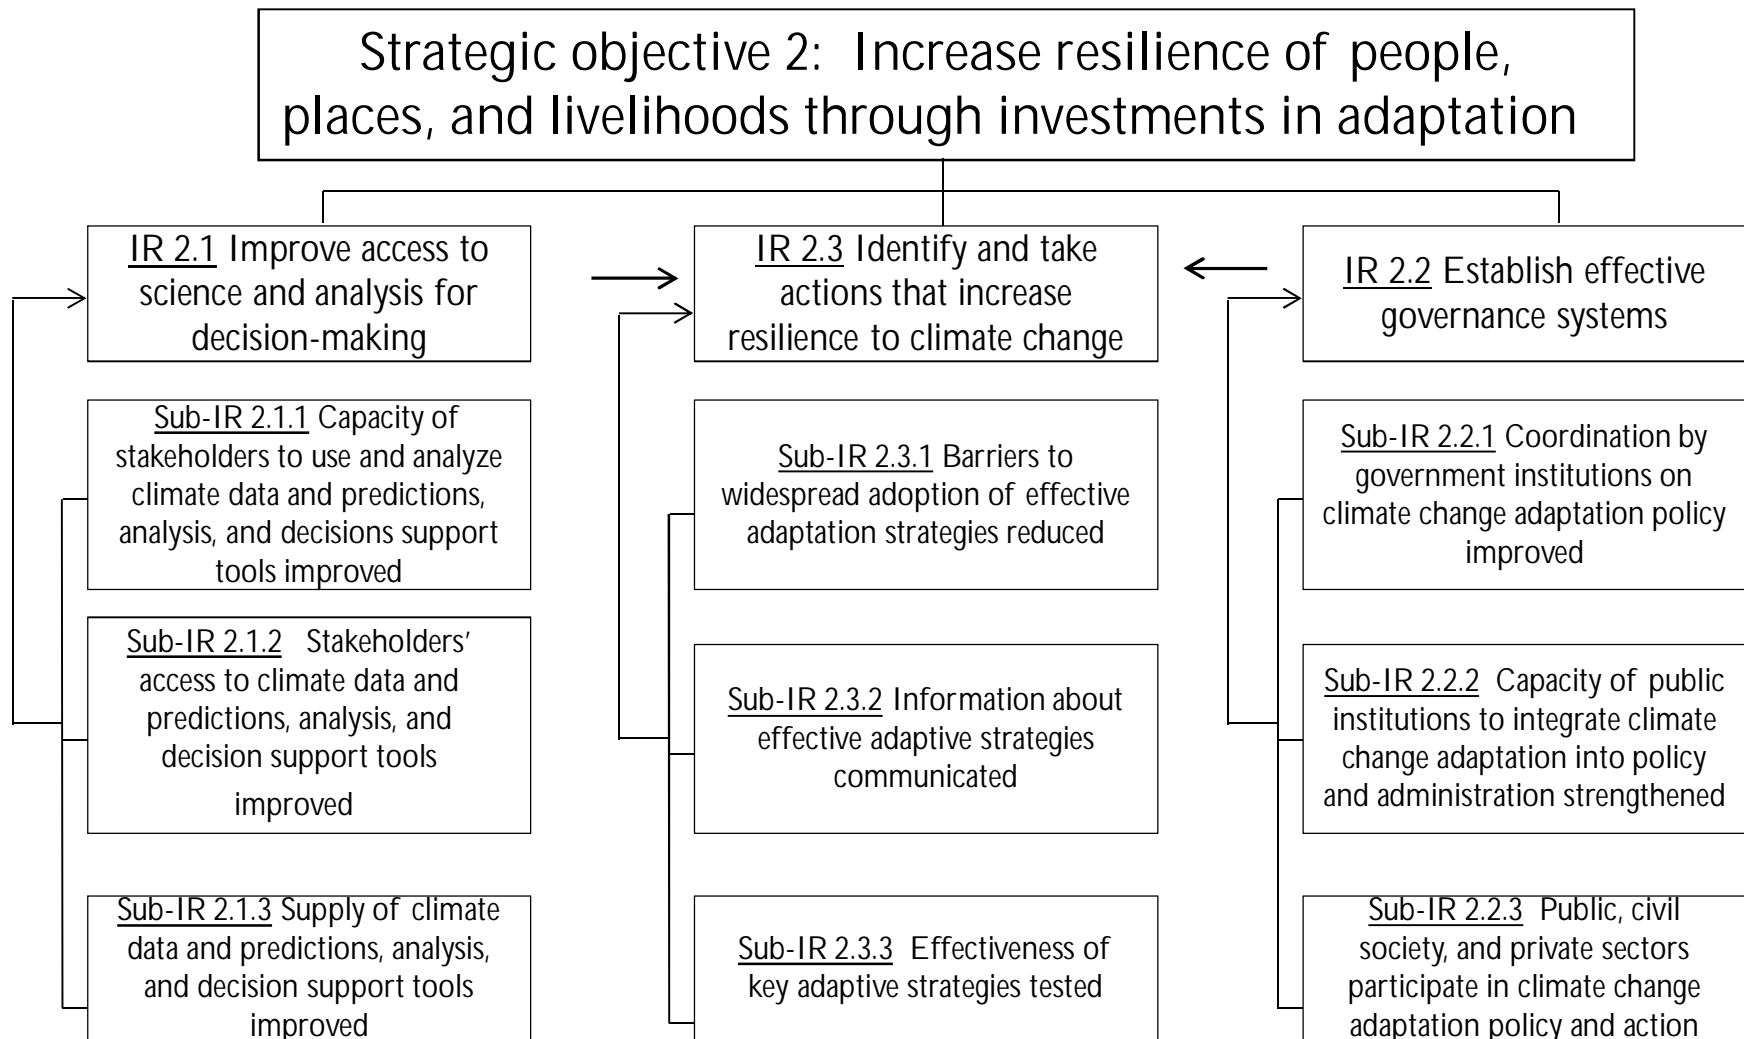 Strategic objective 2: Increase resilience of people,
places, and livelihoods through investments in adaptation
IR 2.1 Improve access to
science and analysis for
decision-making
IR 2.3 Identify and take
actions that increase
resilience to climate change
IR 2.2 Establish effective
governance systems
Sub-IR 2.1.1 Capacity of
stakeholders to use and analyze
climate data and predictions,
analysis, and decisions support
tools improved
Sub-IR 2.3.1 Barriers to
widespread adoption of effective
adaptation strategies reduced
Sub-IR 2.2.1 Coordination by
government institutions on
climate change adaptation policy
improved
Sub-IR 2.1.2 Stakeholders’
access to climate data and
predictions, analysis, and
decision support tools
improved
Sub-IR 2.3.2 Information about
effective adaptive strategies
communicated
Sub-IR 2.2.2 Capacity of public
institutions to integrate climate
change adaptation into policy
and administration strengthened
Sub-IR 2.1.3 Supply of climate
data and predictions, analysis,
and decision support tools
improved
Sub-IR 2.3.3 Effectiveness of
key adaptive strategies tested
Sub-IR 2.2.3 Public, civil
society, and private sectors
participate in climate change
adaptation policy and action